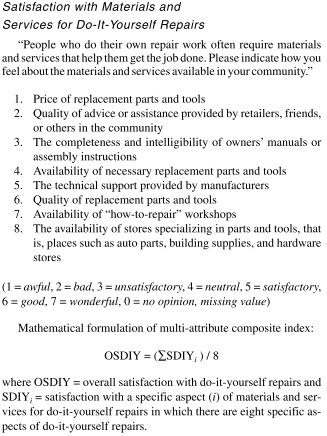 Satisfaction with Materials and
Services for Do-It-Yourself Repairs
“People who do their own repair work often require materials
and services that help them get the job done. Please indicate how you
feel about the materials and services available in your community.”
1. Price of replacement parts and tools
2. Quality of advice or assistance provided by retailers, friends,
or others in the community
3. The completeness and intelligibility of owners’ manuals or
assembly instructions
4. Availability of necessary replacement parts and tools
5. The technical support provided by manufacturers
6. Quality of replacement parts and tools
7. Availability of “how-to-repair” workshops
8. The availability of stores specializing in parts and tools, that
is, places such as auto parts, building supplies, and hardware
stores
(1 = awful, 2 = bad, 3 = unsatisfactory, 4 = neutral, 5 = satisfactory,
6 = good, 7 = wonderful, 0 = no opinion, missing value)
Mathematical formulation of multi-attribute composite index:
OSDIY = (∑SDIYᵢ ) / 8
where OSDIY = overall satisfaction with do-it-yourself repairs and
SDIYᵢ = satisfaction with a specific aspect (i) of materials and ser-
vices for do-it-yourself repairs in which there are eight specific as-
pects of do-it-yourself repairs.